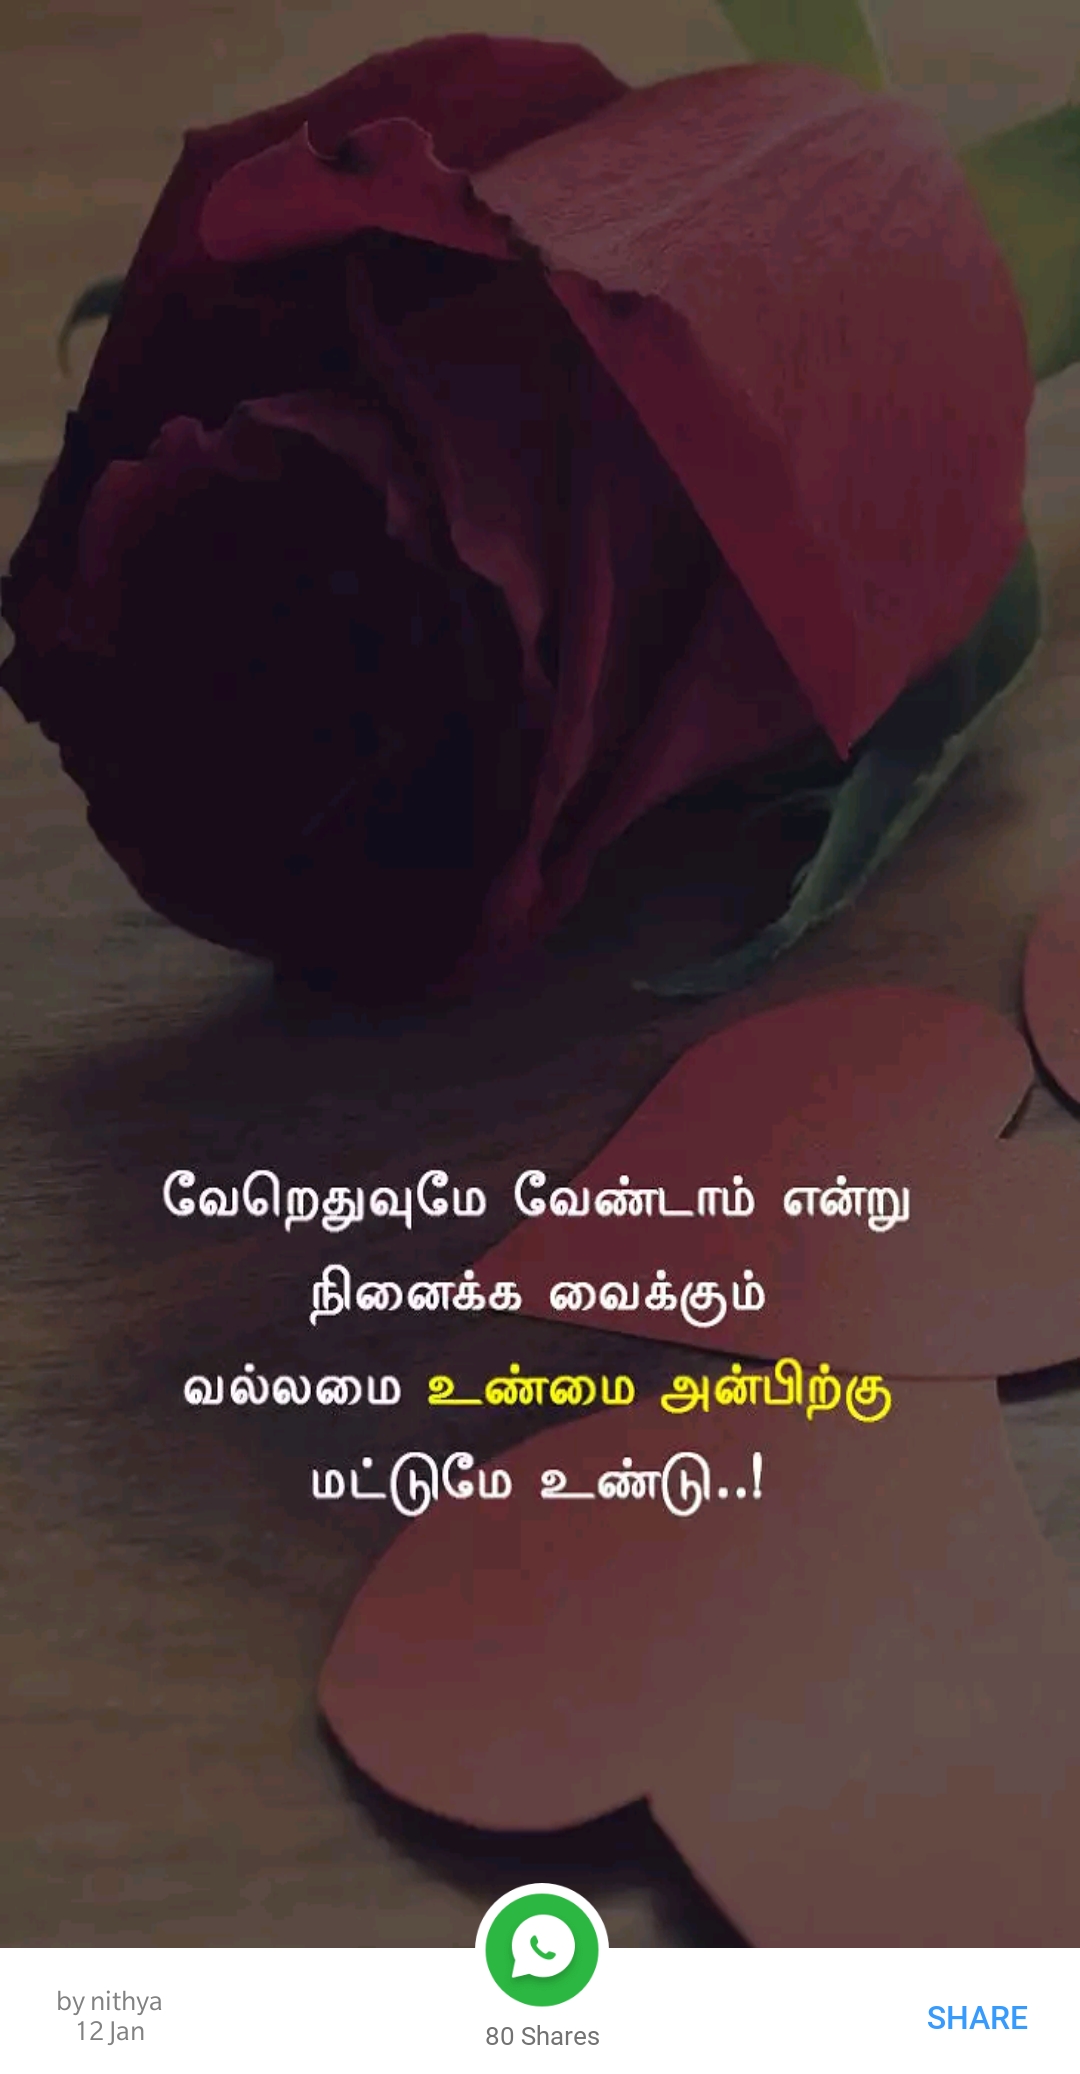 வேறெதுவுமே வேண்டாம் என்று
நினைக்க வைக்கும்
வல்லமை உண்மை அன்பிற்கு
மட்டுமே உண்டு..!
by nithya
12 Jan
80 Shares
SHARE